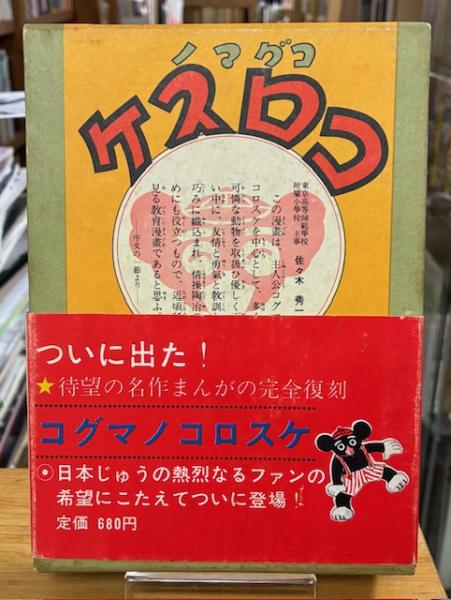 コグマノ
コロスケ
東京高等師範學校
附屬小學校 主事 佐々木 秀一
この漫畫は、主人公コグ
コロスケを中心として、多
可憐な動物を取扱ひ優しく
い中に、友情と勇氣と教訓
巧みに織込まれ、情操陶冶
めにも役立つもので、近頃
見る教育漫畫であると思ふ
―序文の一節より―
ついに出た!
★待望の名作まんがの完全復刻
コグマノコロスケ
◉日本じゅうの熱烈なるファンの
希望にこたえてついに登場!
定価 680円